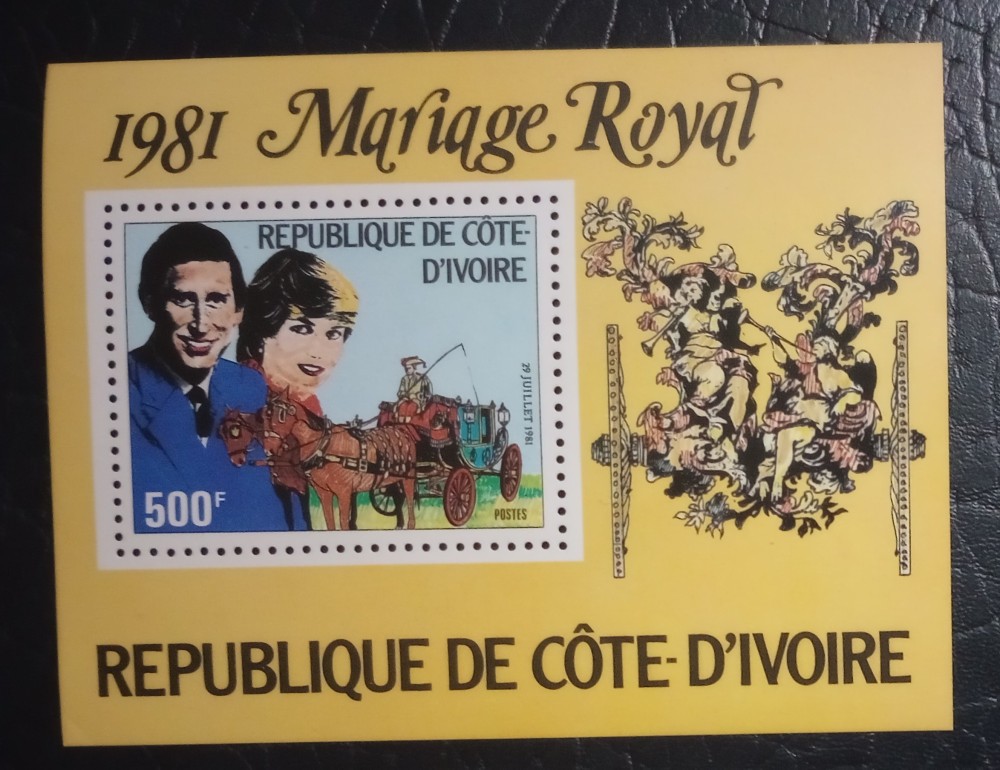 1981 Mariage Royal
REPUBLIQUE DE CÔTE-
D'IVOIRE
29 JUILLET 1981
500F
POSTES
REPUBLIQUE DE CÔTE-D'IVOIRE